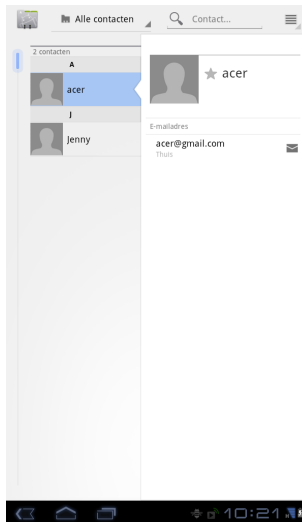 Alle contacten
Contact...
2 contacten
A
acer
J
Jenny
acer
E-mailadres
acer@gmail.com
Thuis
10:21